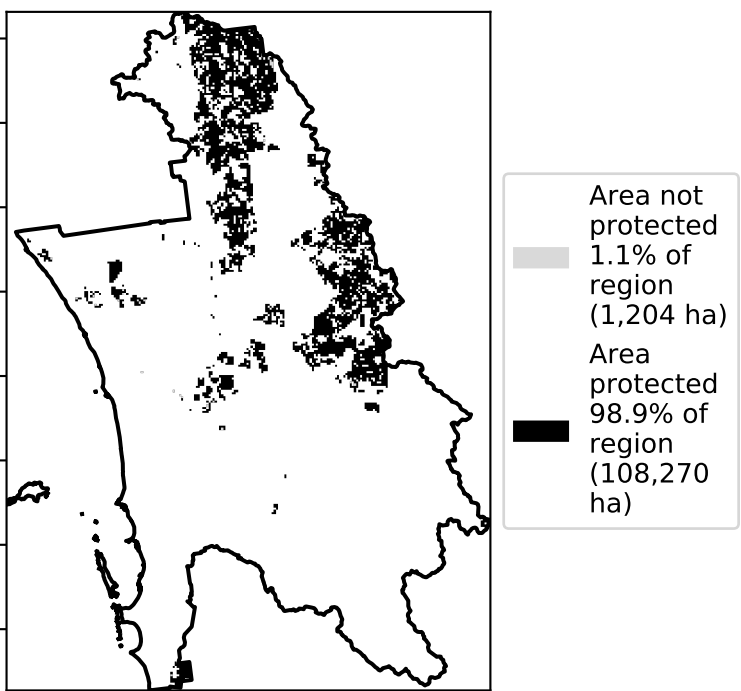 Area not
protected
1.1% of
region
(1,204 ha)
Area
protected
98.9% of
region
(108,270
ha)